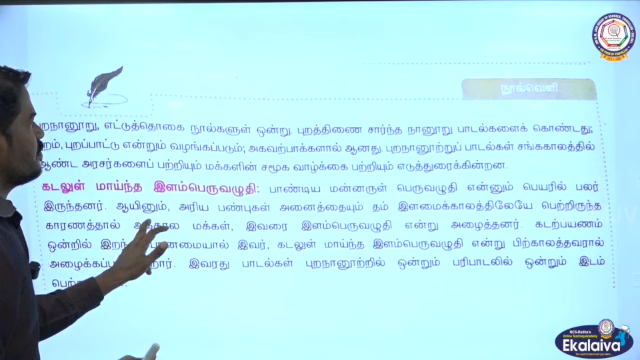 நூல்வெளி
புறநானூறு, எட்டுத்தொகை நூல்களுள் ஒன்று. புறத்திணை சார்ந்த நானூறு பாடல்களைக் கொண்டது;
புறம், புறப்பாட்டு என்றும் வழங்கப்படும்; அகவற்பாக்களால் ஆனது. புறநானூற்றுப் பாடல்கள் சங்ககாலத்தில்
ஆண்ட அரசர்களைப் பற்றியும் மக்களின் சமூக வாழ்க்கை பற்றியும் எடுத்துரைக்கின்றன.
கடலுள் மாய்ந்த இளம்பெருவழுதி: பாண்டிய மன்னருள் பெருவழுதி என்னும் பெயரில் பலர்
இருந்தனர். ஆயினும், அரிய பண்புகள் அனைத்தையும் தம் இளமைக்காலத்திலேயே பெற்றிருந்த
காரணத்தால் மக்கள், இவரை இளம்பெருவழுதி என்று அழைத்தனர். கடற்பயணம்
ஒன்றில் இவர், கடலுள் மாய்ந்த இளம்பெருவழுதி என்று பிற்காலத்தவரால்
இவரது பாடல்கள் புறநானூற்றில் ஒன்றும் பரிபாடலில் ஒன்றும் இடம்
Ekalaiva